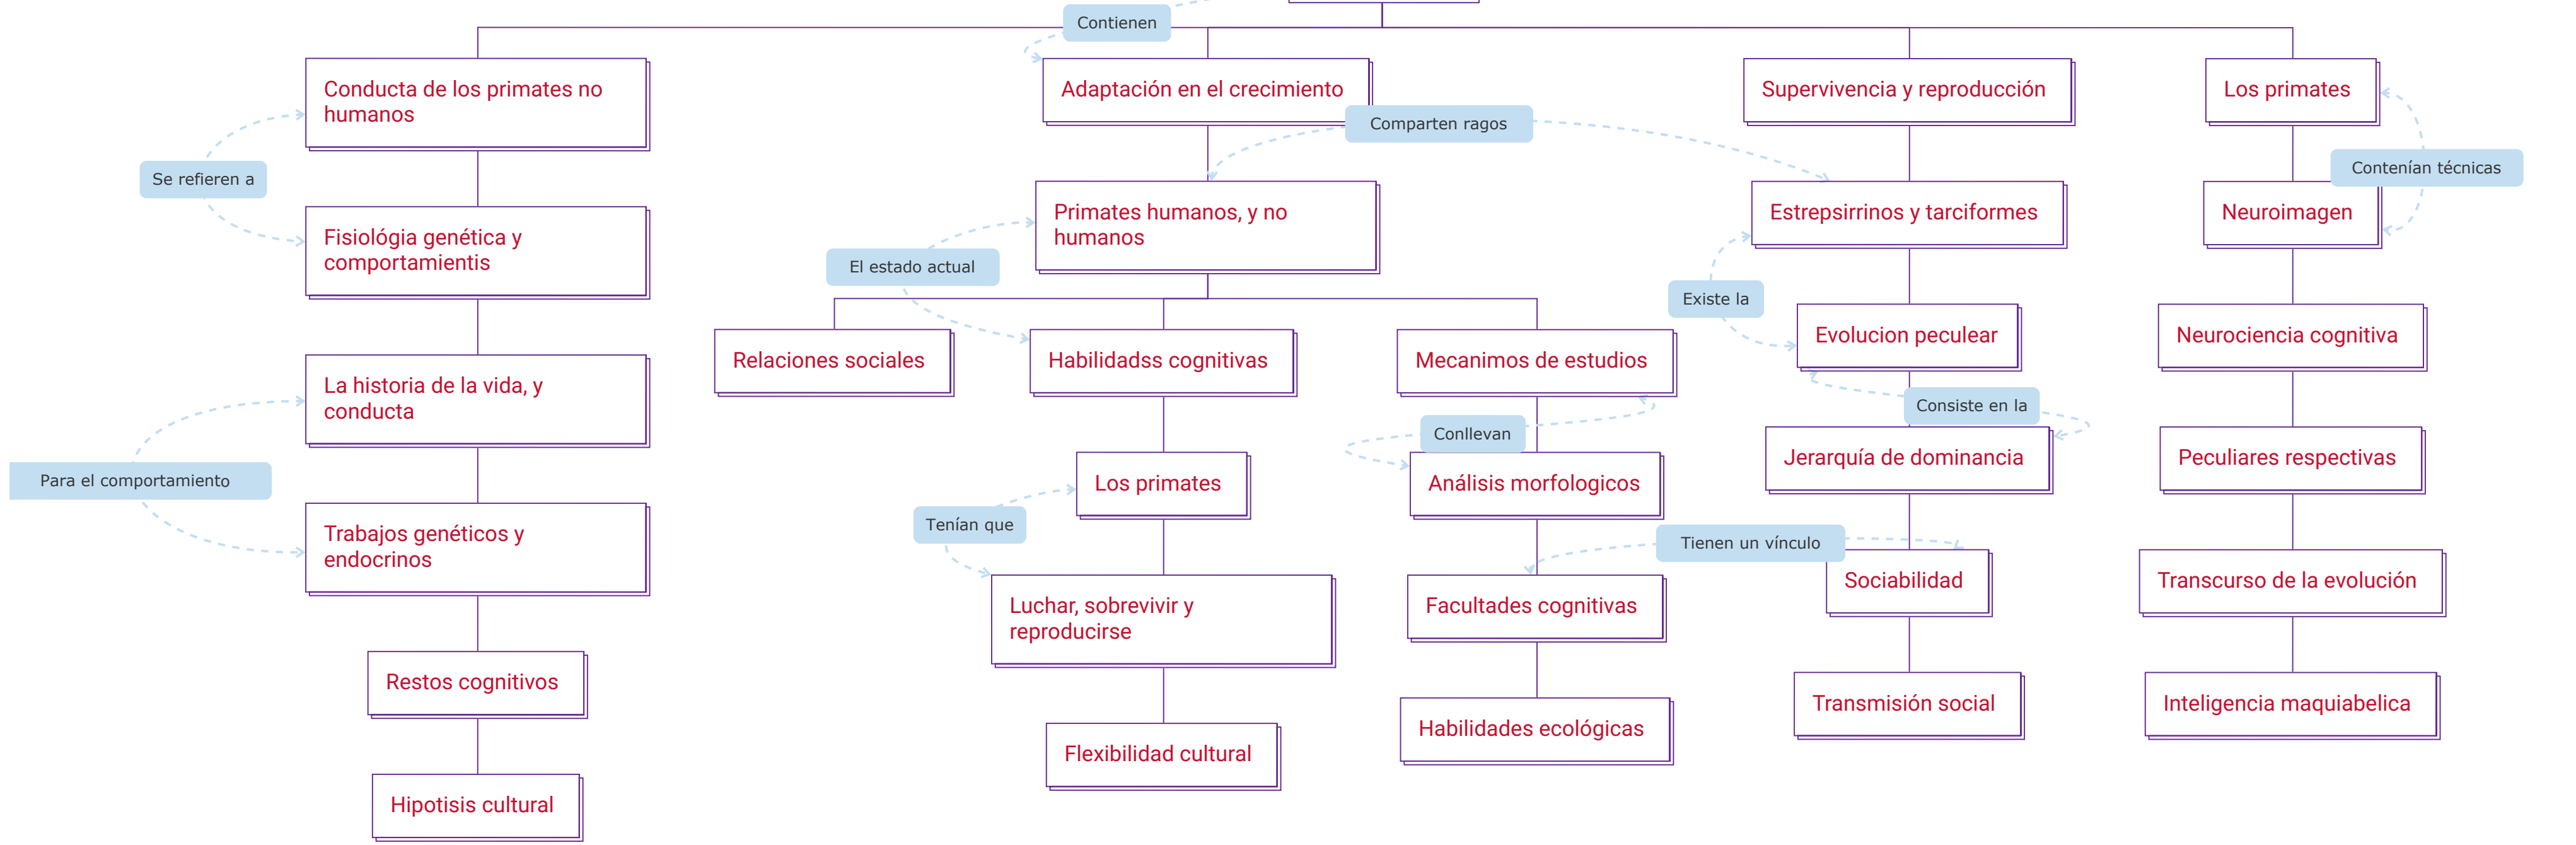 Contienen
Conducta de los primates no
humanos
Adaptación en el crecimiento
Supervivencia y reproducción
Los primates
Comparten ragos
Contenían técnicas
Se refieren a
Primates humanos, y no
humanos
Estrepsirrinos y tarciformes
Neuroimagen
Fisiológia genética y
comportamientis
El estado actual
Existe la
Relaciones sociales
Habilidadss cognitivas
Mecanimos de estudios
Evolucion peculear
Neurociencia cognitiva
La historia de la vida, y
conducta
Consiste en la
Conllevan
Para el comportamiento
Los primates
Análisis morfologicos
Jerarquía de dominancia
Peculiares respectivas
Tenían que
Tienen un vínculo
Trabajos genéticos y
endocrinos
Luchar, sobrevivir y
reproducirse
Facultades cognitivas
Sociabilidad
Transcurso de la evolución
Restos cognitivos
Flexibilidad cultural
Habilidades ecológicas
Transmisión social
Inteligencia maquiabelica
Hipotisis cultural